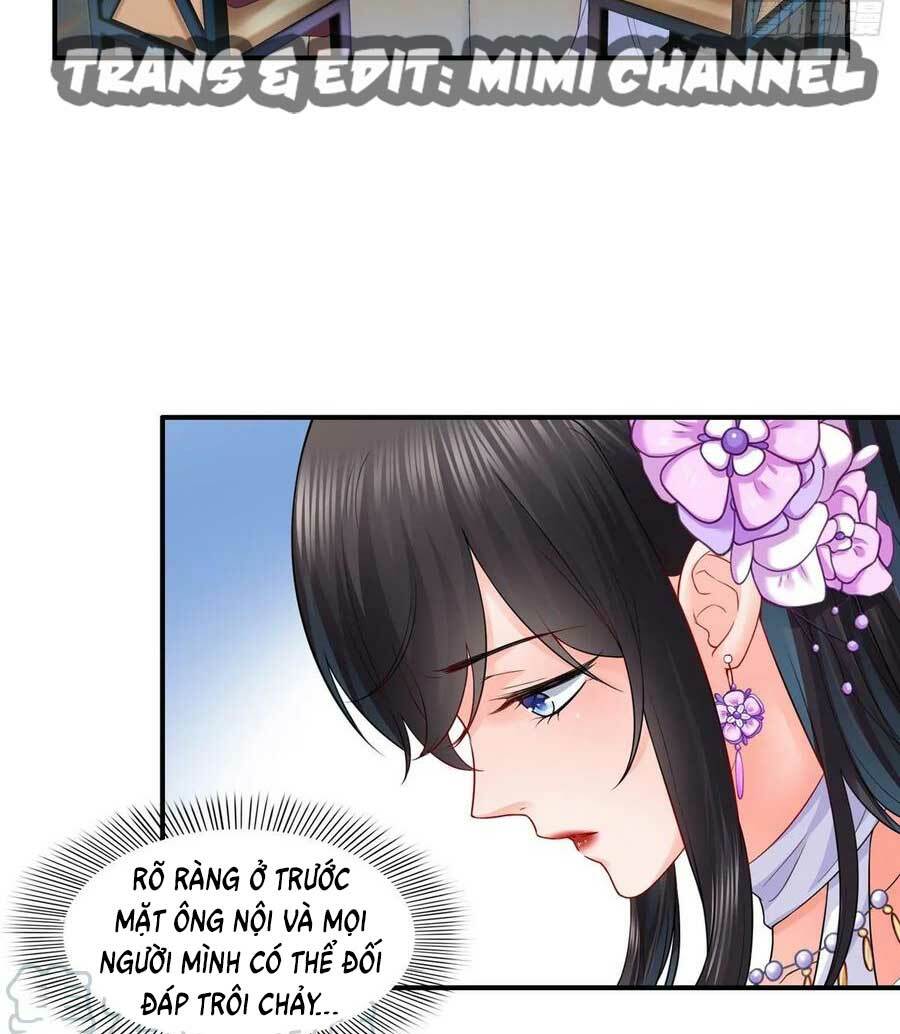 TRANS & EDIT: MIMI CHANNEL
RÕ RÀNG Ở TRƯỚC
MẶT ÔNG NỘI VÀ MỌI
NGƯỜI MÌNH CÓ THỂ ĐỐI
ĐÁP TRÔI CHẢY...